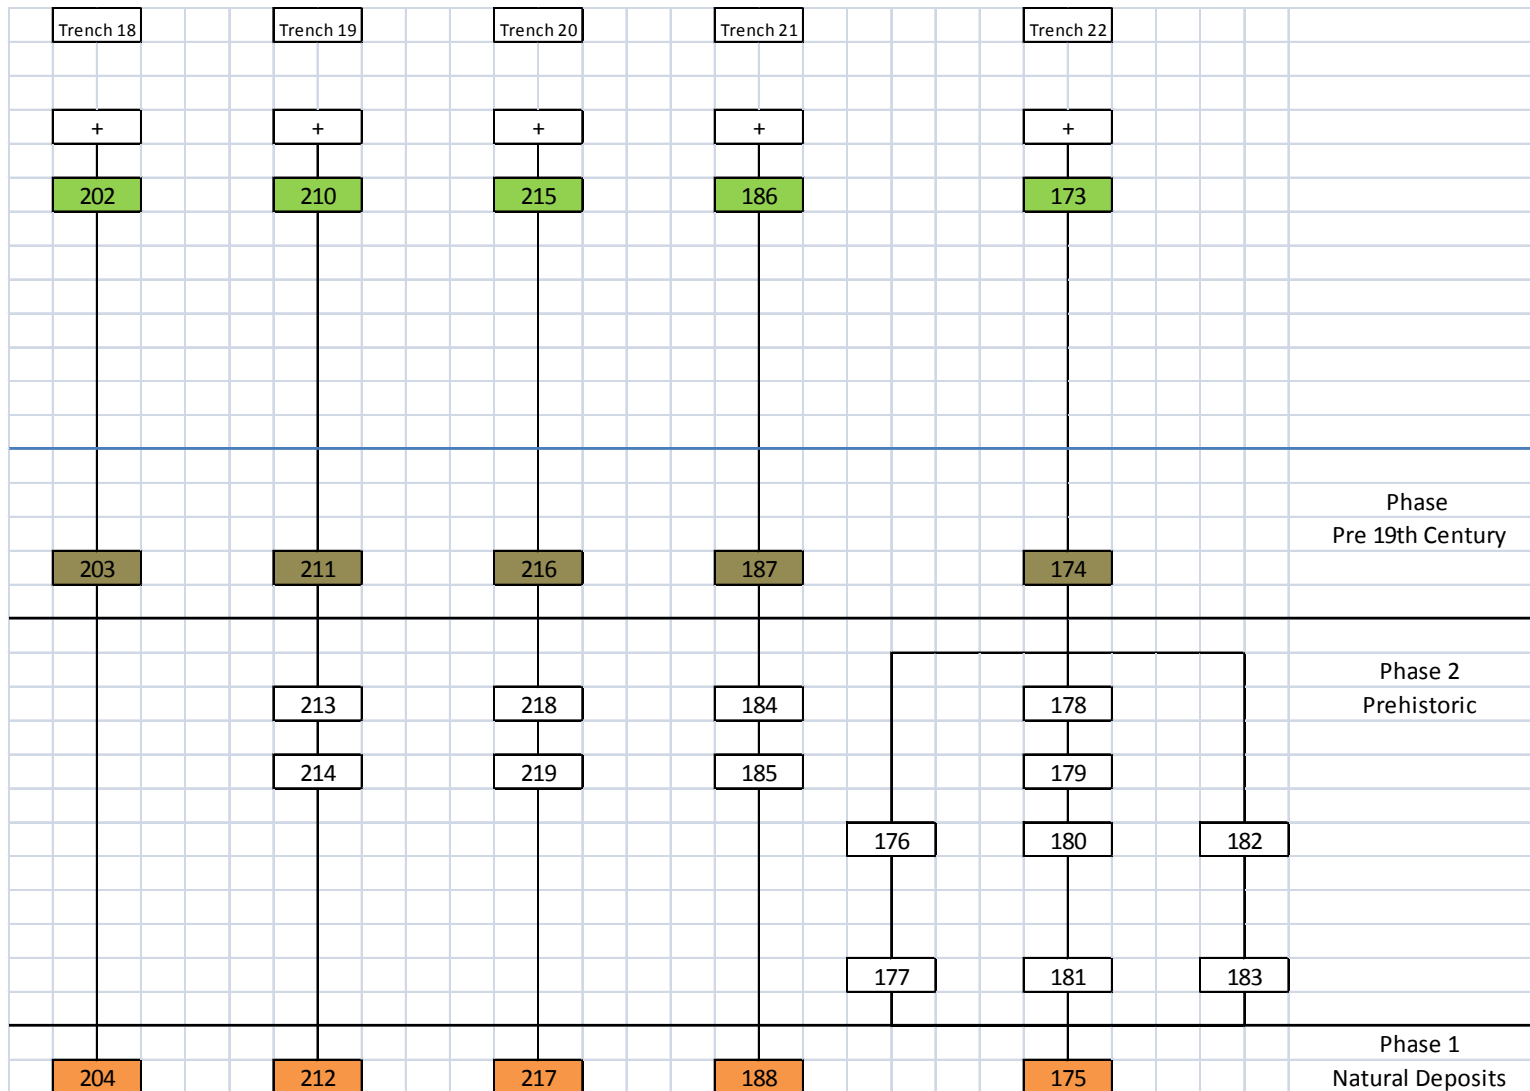 Trench 18 Trench 19 Trench 20 Trench 21 Trench 22
+ + + + +
202 210 215 186 173
Phase
Pre 19th Century
203 211 216 187 174
Phase 2
213 218 184 178 Prehistoric
214 219 185 179
176 180 182
177 181 183
Phase 1
204 212 217 188 175 Natural Deposits